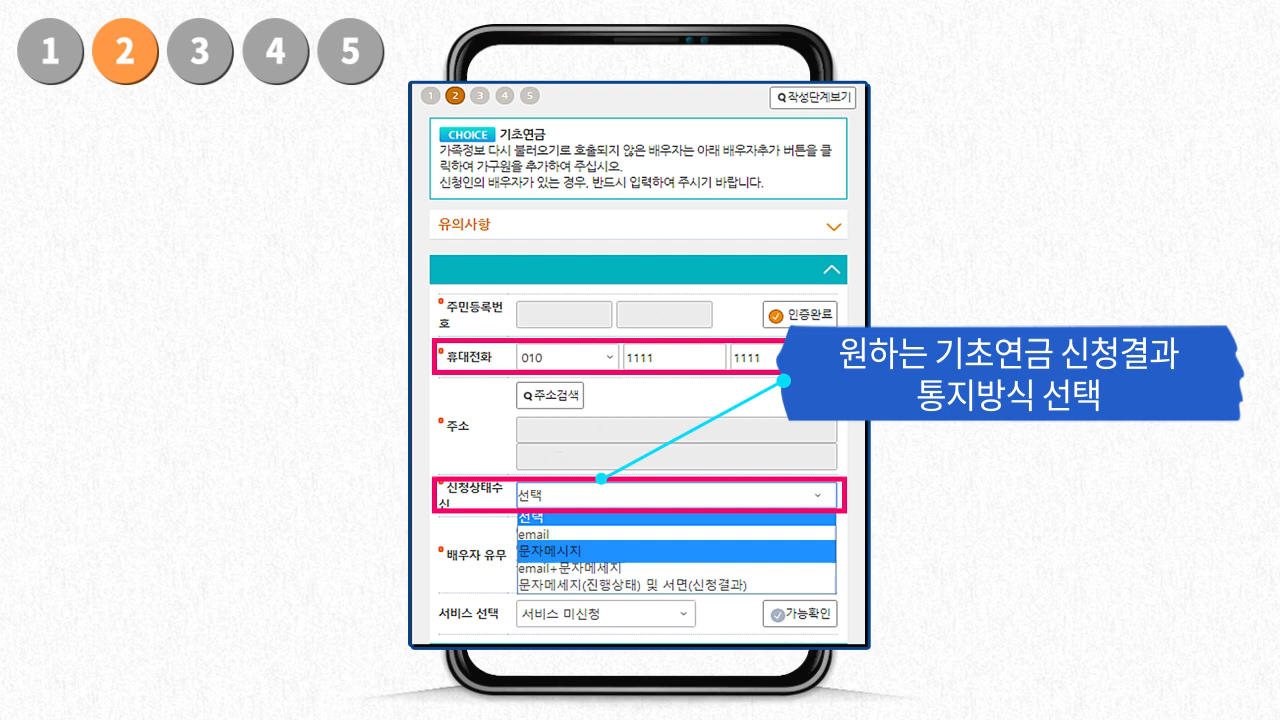 1 2 3 4 5
1 2 3 4 5
작성단계보기
CHOICE 기초연금
가족정보 다시 불러오기로 호출되지 않은 배우자는 아래 배우자추가 버튼을 클
릭하여 가구원을 추가하여 주십시오.
신청인의 배우자가 있는 경우, 반드시 입력하여 주시기 바랍니다.
유의사항
주민등록번
호
인증완료
휴대전화 010 1111 1111
원하는 기초연금 신청결과
통지방식 선택
주소검색
주소
신청상태수
신
선택
선택
email
문자메시지
email+문자메세지
문자메세지(진행상태) 및 서면(신청결과)
배우자 유무
서비스 선택 서비스 미신청 가능확인